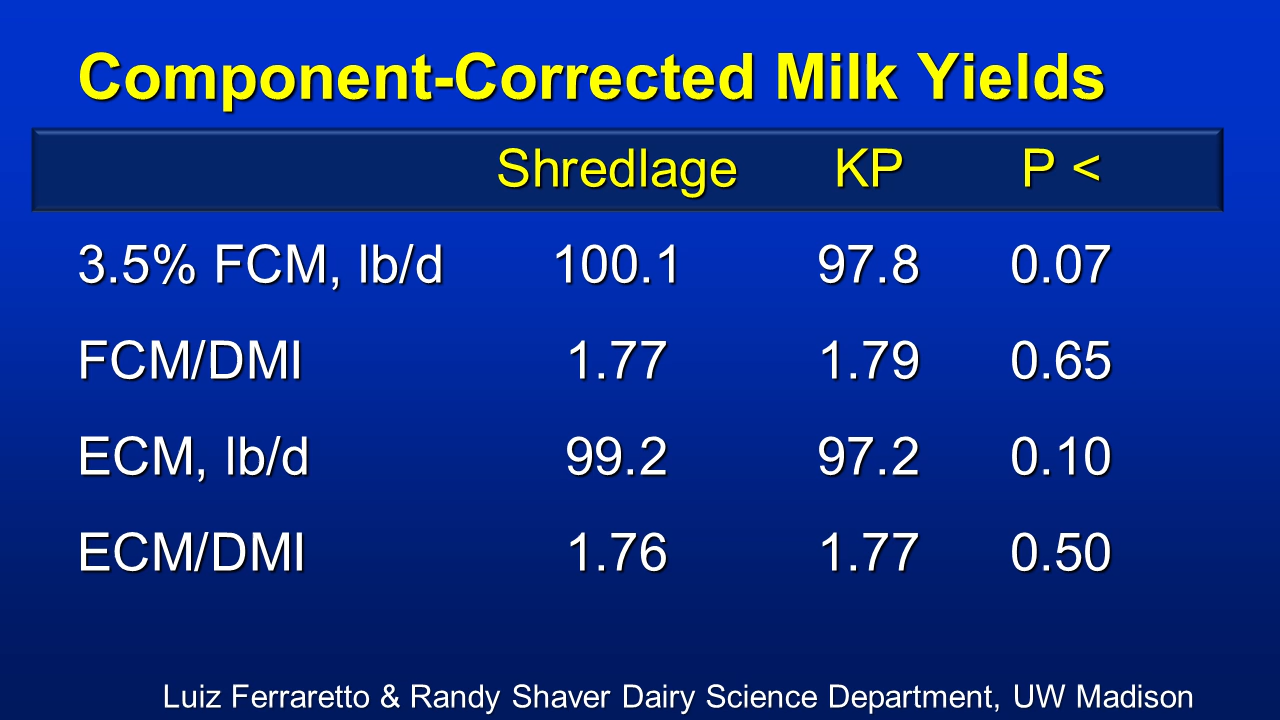 Component-Corrected Milk Yields
Shredlage KP P <
3.5% FCM, lb/d 100.1 97.8 0.07
FCM/DMI 1.77 1.79 0.65
ECM, lb/d 99.2 97.2 0.10
ECM/DMI 1.76 1.77 0.50
Luiz Ferraretto & Randy Shaver Dairy Science Department, UW Madison